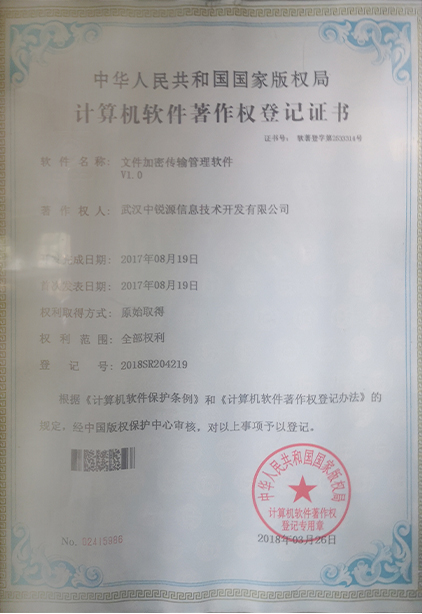 中华人民共和国国家版权局
计算机软件著作权登记证书
证书号： 软著登字第2533514号
软件名称： 文件加密传输管理软件
V1.0
著作权人： 武汉中锐源信息技术开发有限公司
完成日期： 2017年08月19日
发表日期： 2017年08月19日
权利取得方式： 原始取得
权利范围： 全部权利
登记号： 2018SR204219
根据《计算机软件保护条例》和《计算机软件著作权登记办法》的
规定，经中国版权保护中心审核，对以上事项予以登记。
中华人民共和国国家版权局
计算机软件著作权
登记专用章
No. 02415986
2018年03月26日